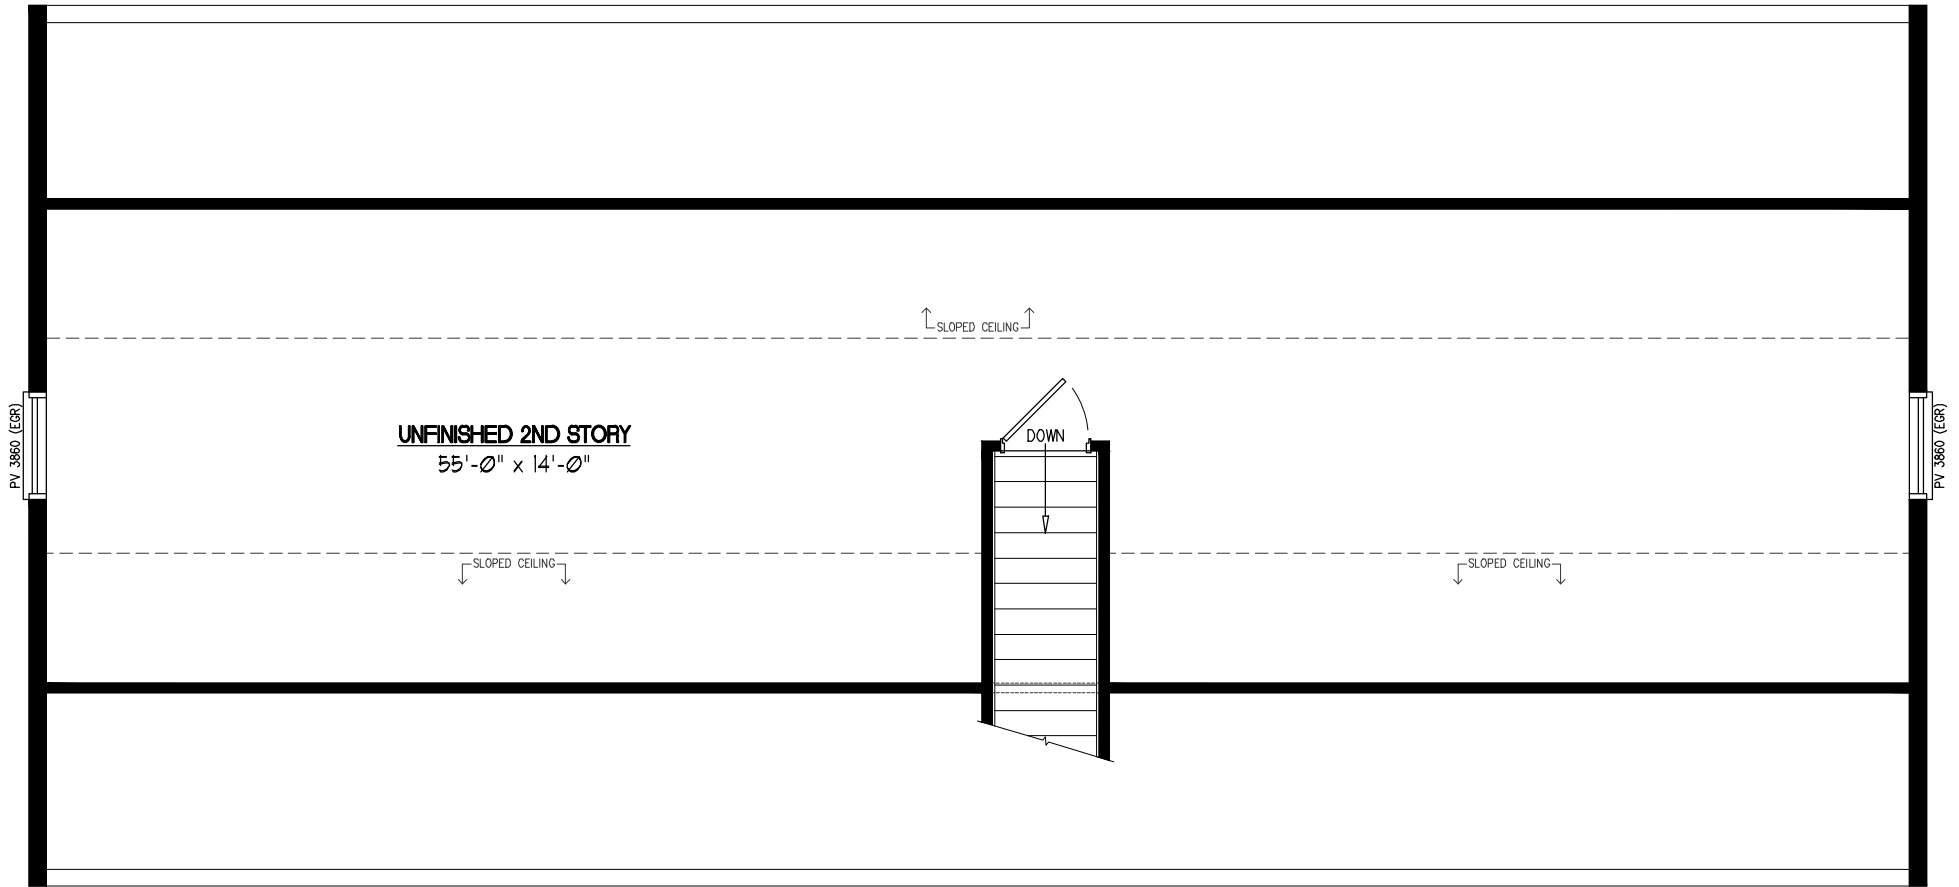 SLOPED CEILING
PV 3860 (EGR)
UNFINISHED 2ND STORY
55'-0" x 14'-0"
DOWN
PV 3860 (EGR)
SLOPED CEILING
SLOPED CEILING